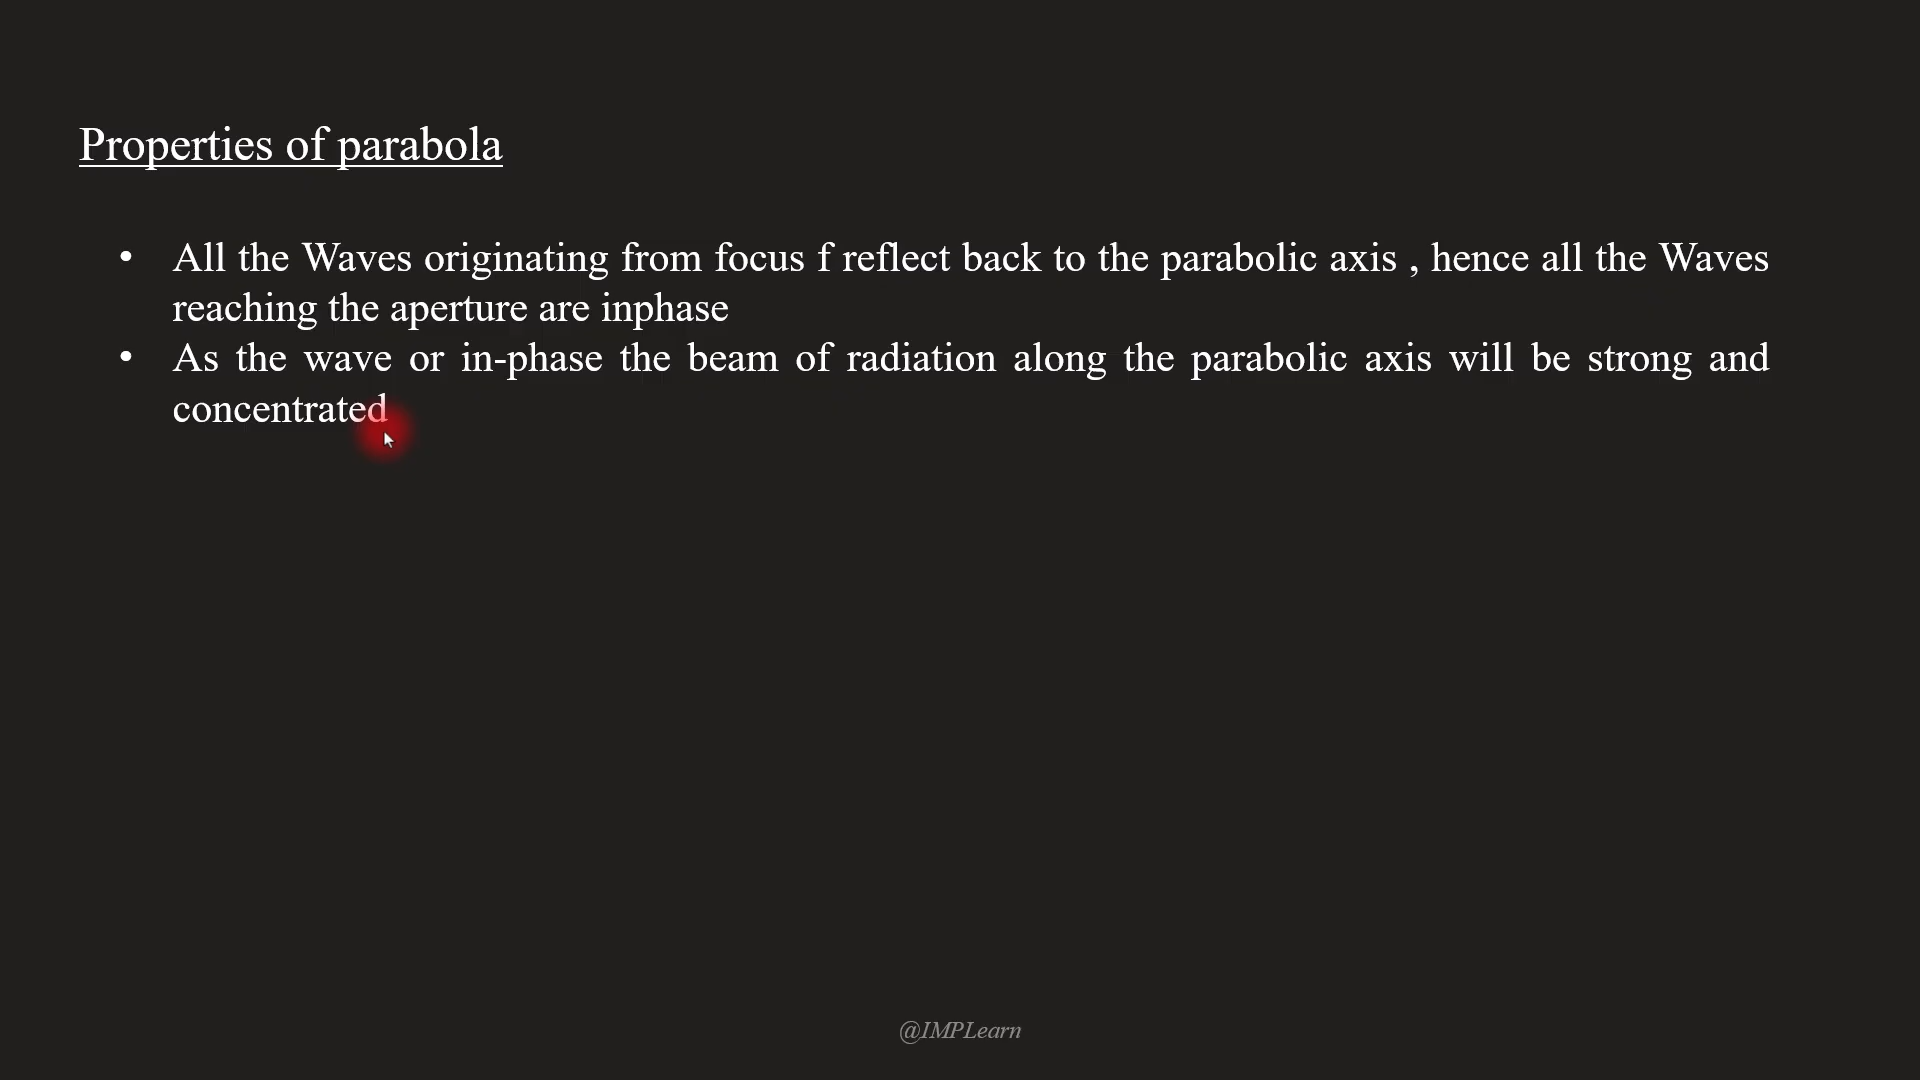 Properties of parabola
• All the Waves originating from focus f reflect back to the parabolic axis , hence all the Waves
reaching the aperture are inphase
• As the wave or in-phase the beam of radiation along the parabolic axis will be strong and
concentrated
@IMPLearn